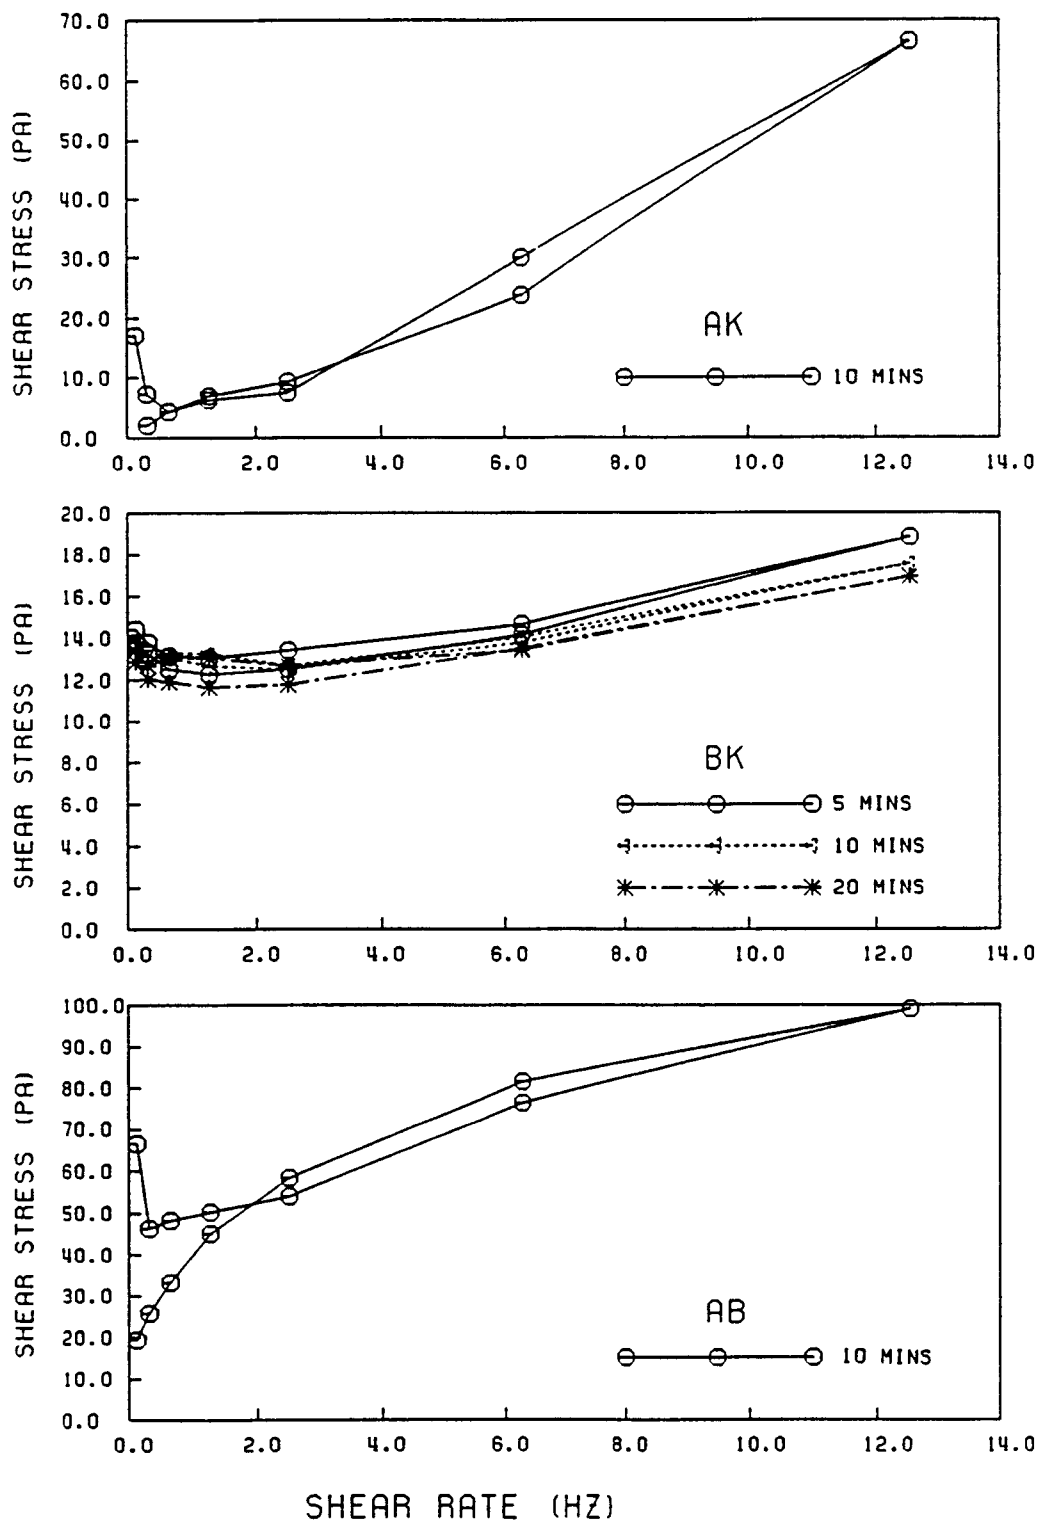 70.0
60.0
50.0
40.0
30.0
20.0
10.0
0.0
SHEAR STRESS (PA)
AK
10 MINS
0.0 2.0 4.0 6.0 8.0 10.0 12.0 14.0
20.0
18.0
16.0
14.0
12.0
10.0
8.0
6.0
4.0
2.0
0.0
SHEAR STRESS (PA)
BK
5 MINS
10 MINS
20 MINS
0.0 2.0 4.0 6.0 8.0 10.0 12.0 14.0
100.0
90.0
80.0
70.0
60.0
50.0
40.0
30.0
20.0
10.0
0.0
SHEAR STRESS (PA)
AB
10 MINS
0.0 2.0 4.0 6.0 8.0 10.0 12.0 14.0
SHEAR RATE (HZ)